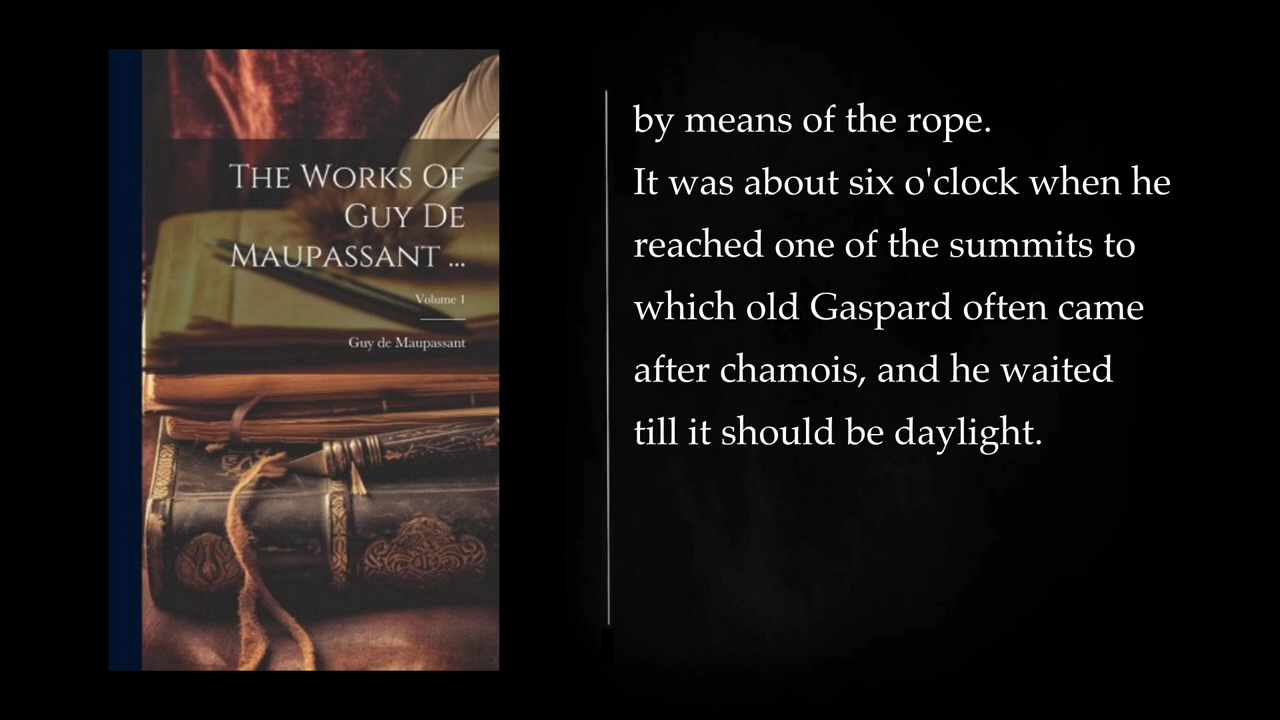 The Works Of
Guy De
Maupassant ...
Volume 1
Guy de Maupassant
by means of the rope.
It was about six o'clock when he
reached one of the summits to
which old Gaspard often came
after chamois, and he waited
till it should be daylight.